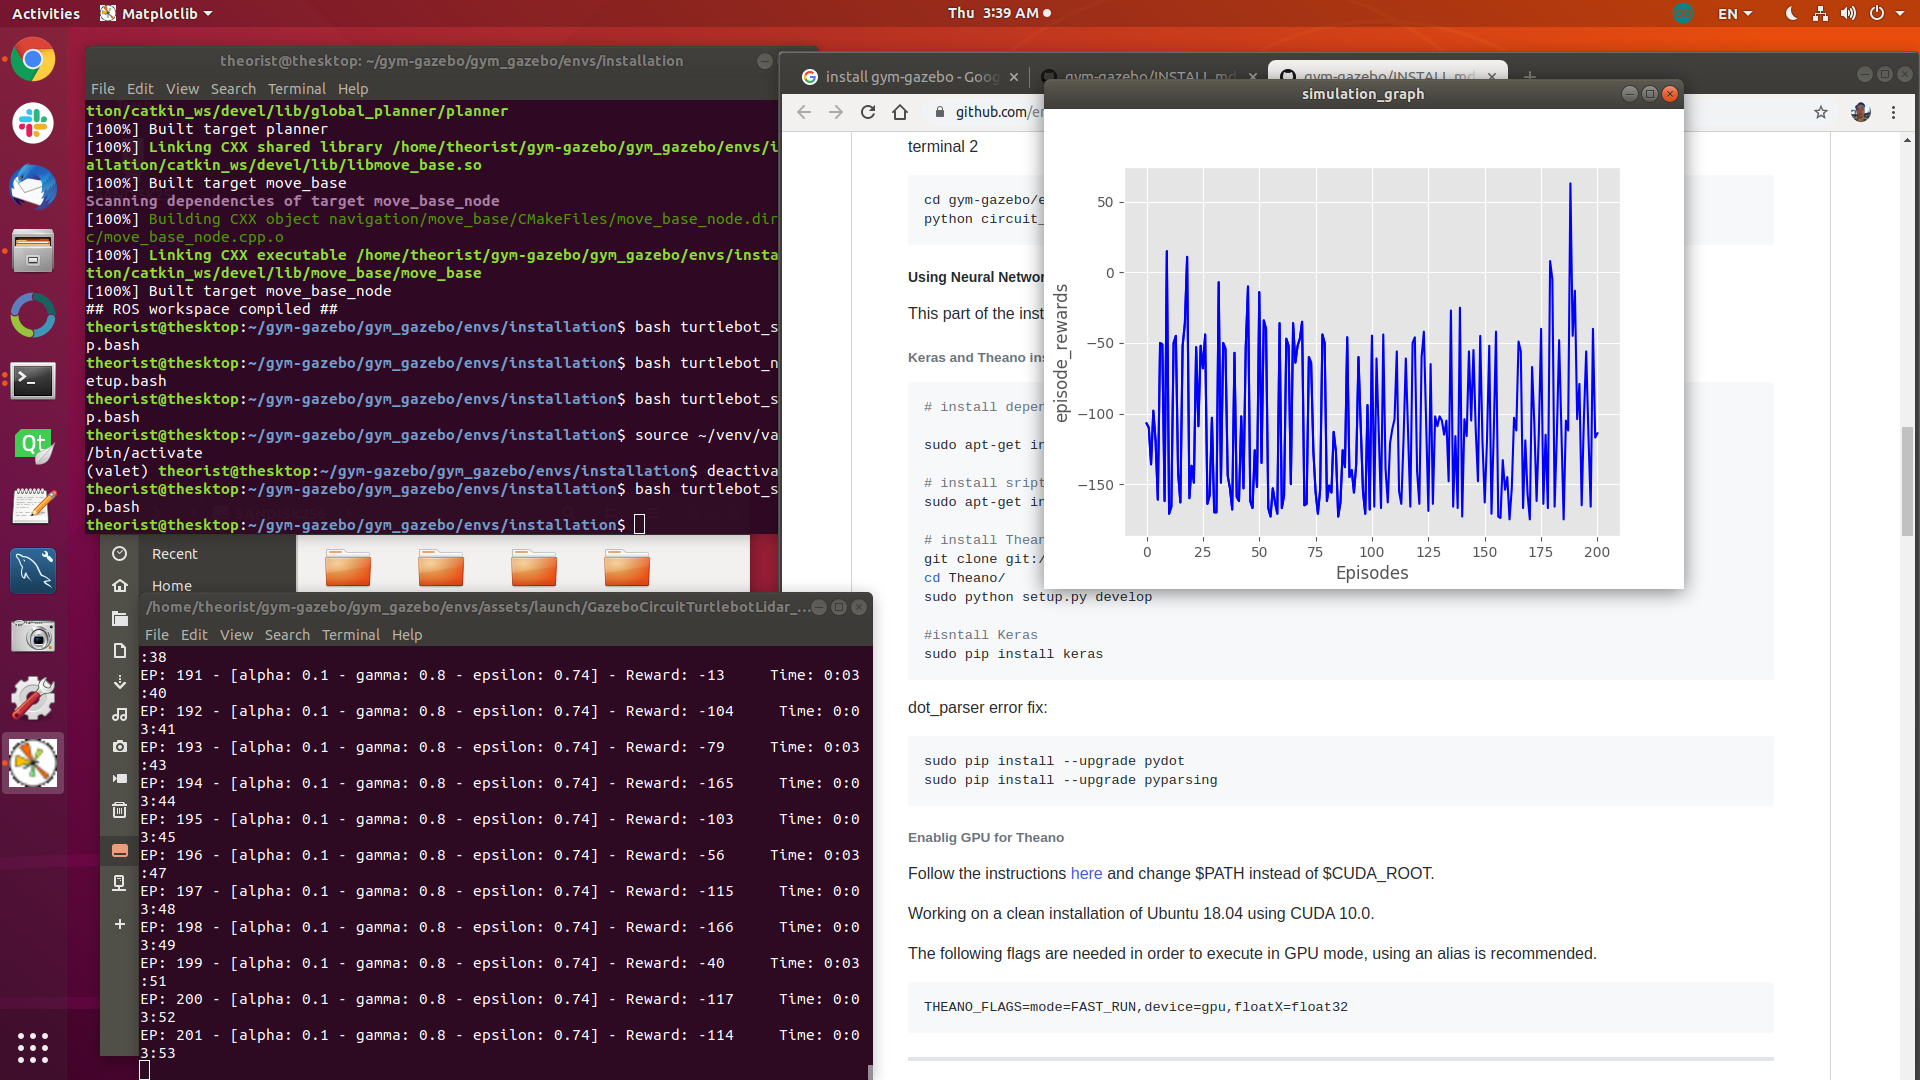 Activities
Matplotlib
Thu 3:39 AM
EN
theorist@thesktop: ~/gym-gazebo/gym_gazebo/envs/installation
File Edit View Search Terminal Help
tion/catkin_ws/devel/lib/global_planner/planner
[100%] Built target planner
[100%] Linking CXX shared library /home/theorist/gym-gazebo/gym_gazebo/envs/i
allation/catkin_ws/devel/lib/libmove_base.so
[100%] Built target move_base
Scanning dependencies of target move_base_node
[100%] Building CXX object navigation/move_base/CMakeFiles/move_base_node.dir
c/move_base_node.cpp.o
[100%] Linking CXX executable /home/theorist/gym-gazebo/gym_gazebo/envs/insta
tion/catkin_ws/devel/lib/move_base/move_base
[100%] Built target move_base_node
## ROS workspace compiled ##
theorist@thesktop:~/gym-gazebo/gym_gazebo/envs/installation$ bash turtlebot_s
p.bash
theorist@thesktop:~/gym-gazebo/gym_gazebo/envs/installation$ bash turtlebot_n
etup.bash
theorist@thesktop:~/gym-gazebo/gym_gazebo/envs/installation$ bash turtlebot_s
p.bash
theorist@thesktop:~/gym-gazebo/gym_gazebo/envs/installation$ source ~/venv/va
/bin/activate
(valet) theorist@thesktop:~/gym-gazebo/gym_gazebo/envs/installation$ deactiva
theorist@thesktop:~/gym-gazebo/gym_gazebo/envs/installation$ bash turtlebot_s
p.bash
theorist@thesktop:~/gym-gazebo/gym_gazebo/envs/installation$
Qt
Recent
Home
/home/theorist/gym-gazebo/gym_gazebo/envs/assets/launch/GazeboCircuitTurtlebotLidar_...
File Edit View Search Terminal Help
:38
EP: 191 - [alpha: 0.1 - gamma: 0.8 - epsilon: 0.74] - Reward: -13 Time: 0:03
:40
EP: 192 - [alpha: 0.1 - gamma: 0.8 - epsilon: 0.74] - Reward: -104 Time: 0:0
3:41
EP: 193 - [alpha: 0.1 - gamma: 0.8 - epsilon: 0.74] - Reward: -79 Time: 0:03
:43
EP: 194 - [alpha: 0.1 - gamma: 0.8 - epsilon: 0.74] - Reward: -165 Time: 0:0
3:44
EP: 195 - [alpha: 0.1 - gamma: 0.8 - epsilon: 0.74] - Reward: -103 Time: 0:0
3:45
EP: 196 - [alpha: 0.1 - gamma: 0.8 - epsilon: 0.74] - Reward: -56 Time: 0:03
:47
EP: 197 - [alpha: 0.1 - gamma: 0.8 - epsilon: 0.74] - Reward: -115 Time: 0:0
3:48
EP: 198 - [alpha: 0.1 - gamma: 0.8 - epsilon: 0.74] - Reward: -166 Time: 0:0
3:49
EP: 199 - [alpha: 0.1 - gamma: 0.8 - epsilon: 0.74] - Reward: -40 Time: 0:03
:51
EP: 200 - [alpha: 0.1 - gamma: 0.8 - epsilon: 0.74] - Reward: -117 Time: 0:0
3:52
EP: 201 - [alpha: 0.1 - gamma: 0.8 - epsilon: 0.74] - Reward: -114 Time: 0:0
3:53
install gym-gazebo - Goog
gym-gazebo/INSTALL.md
gym-gazebo/INSTALL.md
github.com/er
terminal 2
cd gym-gazebo/e
python circuit_
Using Neural Networ
This part of the inst
Keras and Theano ins
# install depen
sudo apt-get in
# install sript
sudo apt-get in
# install Thean
git clone git:/
cd Theano/
sudo python setup.py develop
#isntall Keras
sudo pip install keras
dot_parser error fix:
sudo pip install --upgrade pydot
sudo pip install --upgrade pyparsing
Enablig GPU for Theano
Follow the instructions here and change $PATH instead of $CUDA_ROOT.
Working on a clean installation of Ubuntu 18.04 using CUDA 10.0.
The following flags are needed in order to execute in GPU mode, using an alias is recommended.
THEANO_FLAGS=mode=FAST_RUN,device=gpu,floatX=float32
simulation_graph
episode_rewards
50
0
−50
−100
−150
0 25 50 75 100 125 150 175 200
Episodes